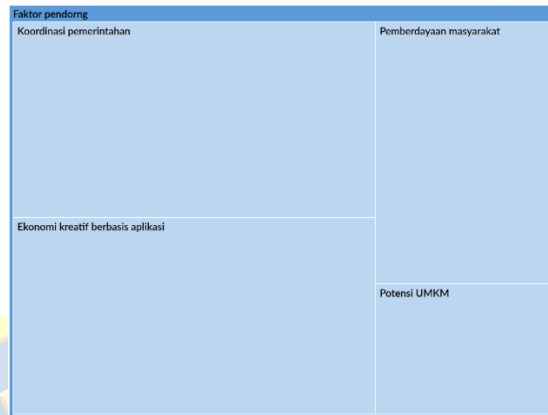 Faktor pendorng
Koordinasi pemerintahan
Pemberdayaan masyarakat
Ekonomi kreatif berbasis aplikasi
Potensi UMKM